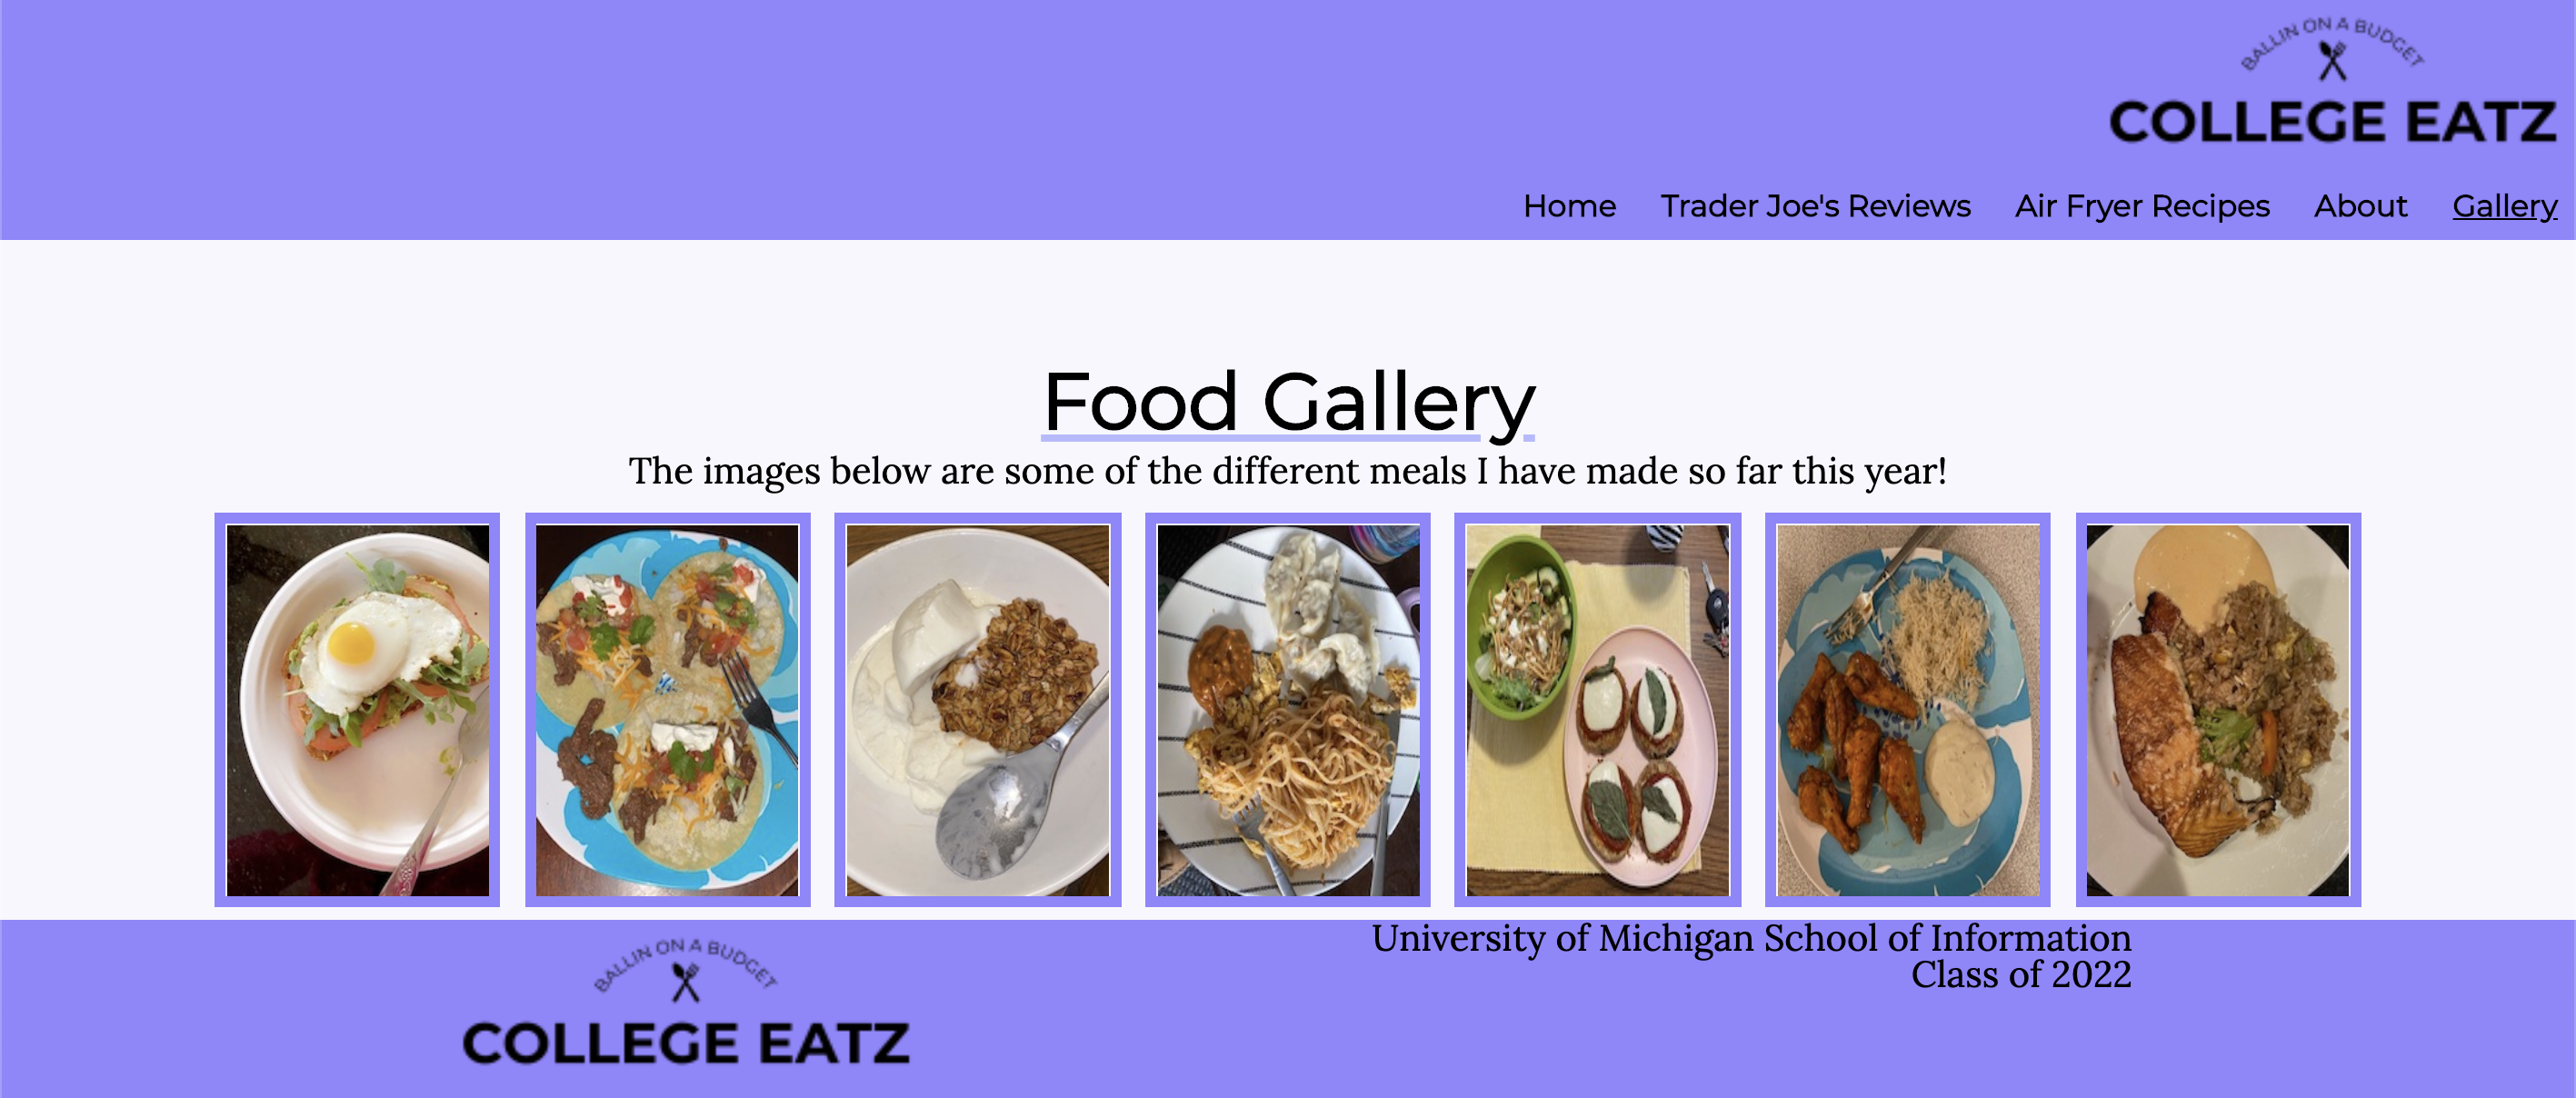 BALLIN ON A BUDGET
COLLEGE EATZ
Home Trader Joe's Reviews Air Fryer Recipes About Gallery
Food Gallery
The images below are some of the different meals I have made so far this year!
University of Michigan School of Information
Class of 2022
BALLIN ON A BUDGET
COLLEGE EATZ